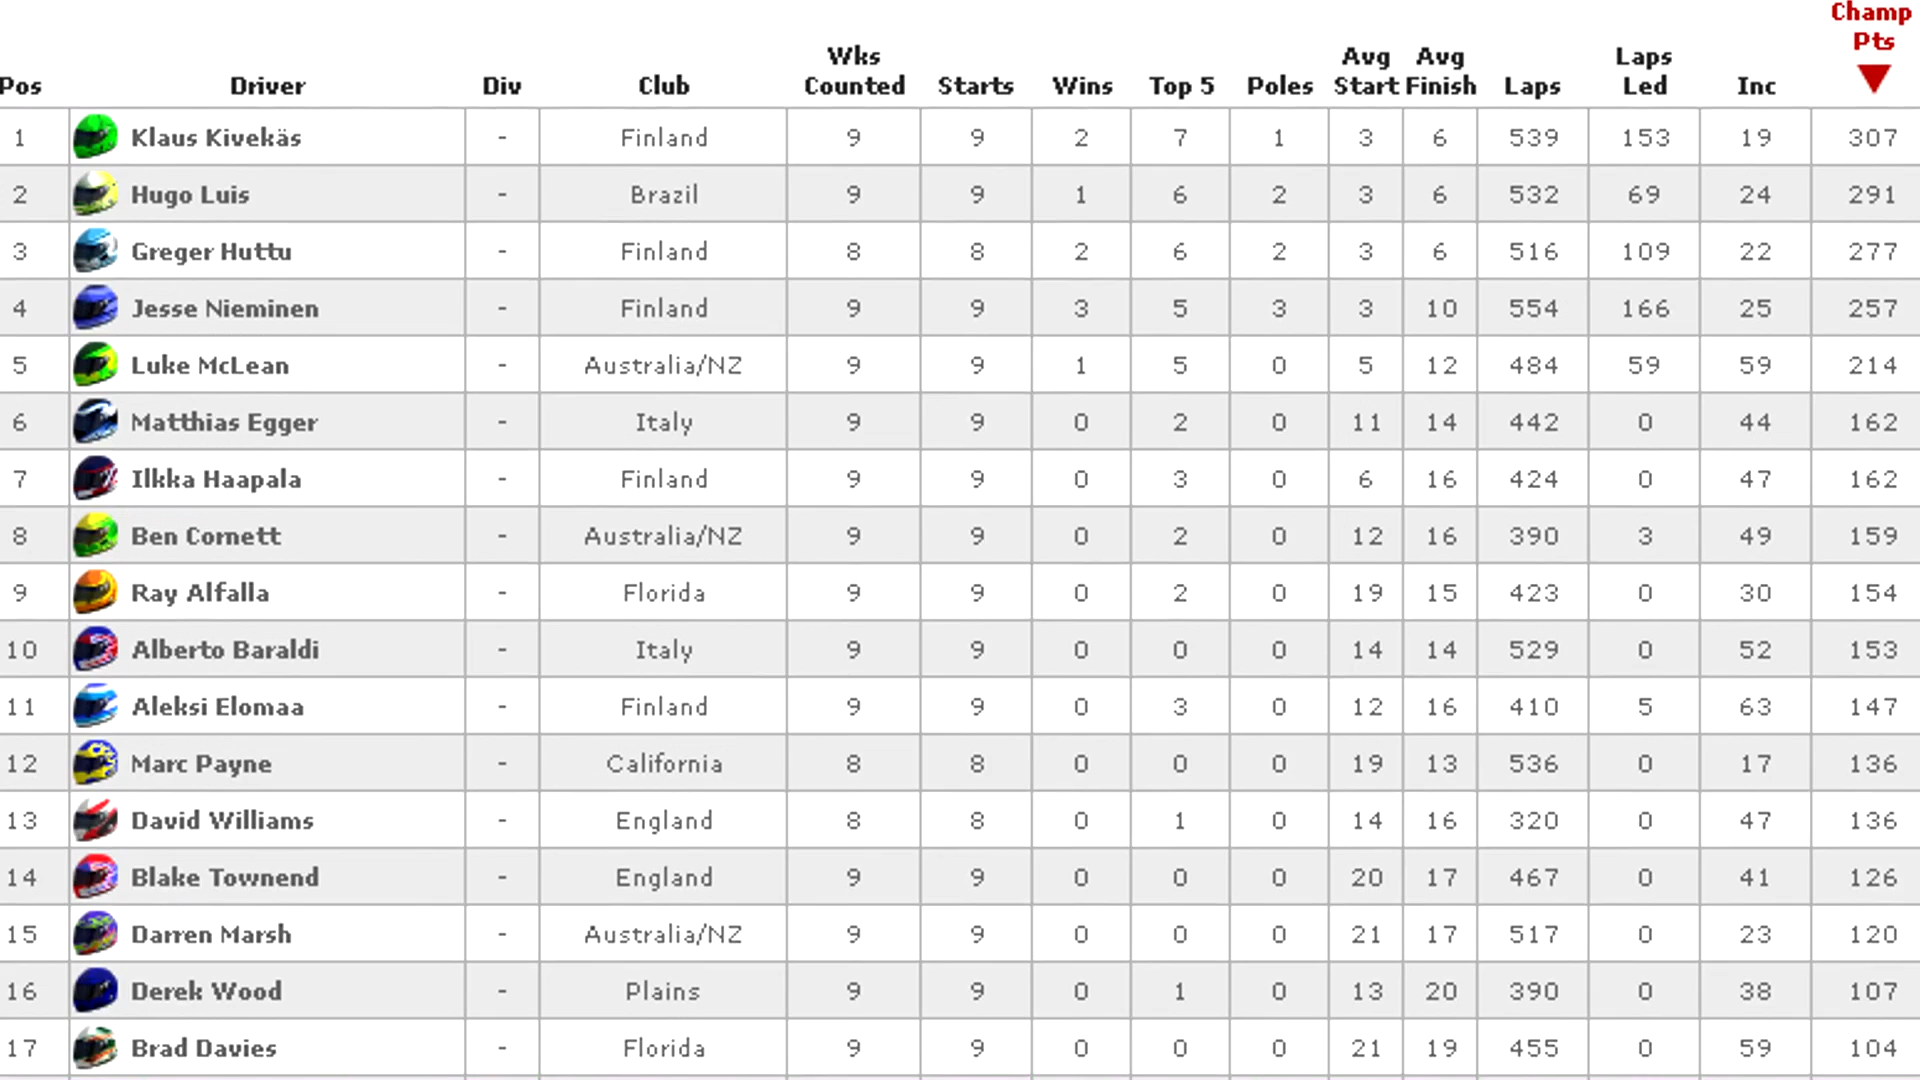 Pos Driver Div Club Wks Counted Starts Wins Top 5 Poles Avg Start Avg Finish Laps Laps Led Inc Champ Pts
1 Klaus Kivekäs - Finland 9 9 2 7 1 3 6 539 153 19 307
2 Hugo Luis - Brazil 9 9 1 6 2 3 6 532 69 24 291
3 Greger Huttu - Finland 8 8 2 6 2 3 6 516 109 22 277
4 Jesse Nieminen - Finland 9 9 3 5 3 3 10 554 166 25 257
5 Luke McLean - Australia/NZ 9 9 1 5 0 5 12 484 59 59 214
6 Matthias Egger - Italy 9 9 0 2 0 11 14 442 0 44 162
7 Ilkka Haapala - Finland 9 9 0 3 0 6 16 424 0 47 162
8 Ben Cornett - Australia/NZ 9 9 0 2 0 12 16 390 3 49 159
9 Ray Alfalla - Florida 9 9 0 2 0 19 15 423 0 30 154
10 Alberto Baraldi - Italy 9 9 0 0 0 14 14 529 0 52 153
11 Aleksi Elomaa - Finland 9 9 0 3 0 12 16 410 5 63 147
12 Marc Payne - California 8 8 0 0 0 19 13 536 0 17 136
13 David Williams - England 8 8 0 1 0 14 16 320 0 47 136
14 Blake Townend - England 9 9 0 0 0 20 17 467 0 41 126
15 Darren Marsh - Australia/NZ 9 9 0 0 0 21 17 517 0 23 120
16 Derek Wood - Plains 9 9 0 1 0 13 20 390 0 38 107
17 Brad Davies - Florida 9 9 0 0 0 21 19 455 0 59 104